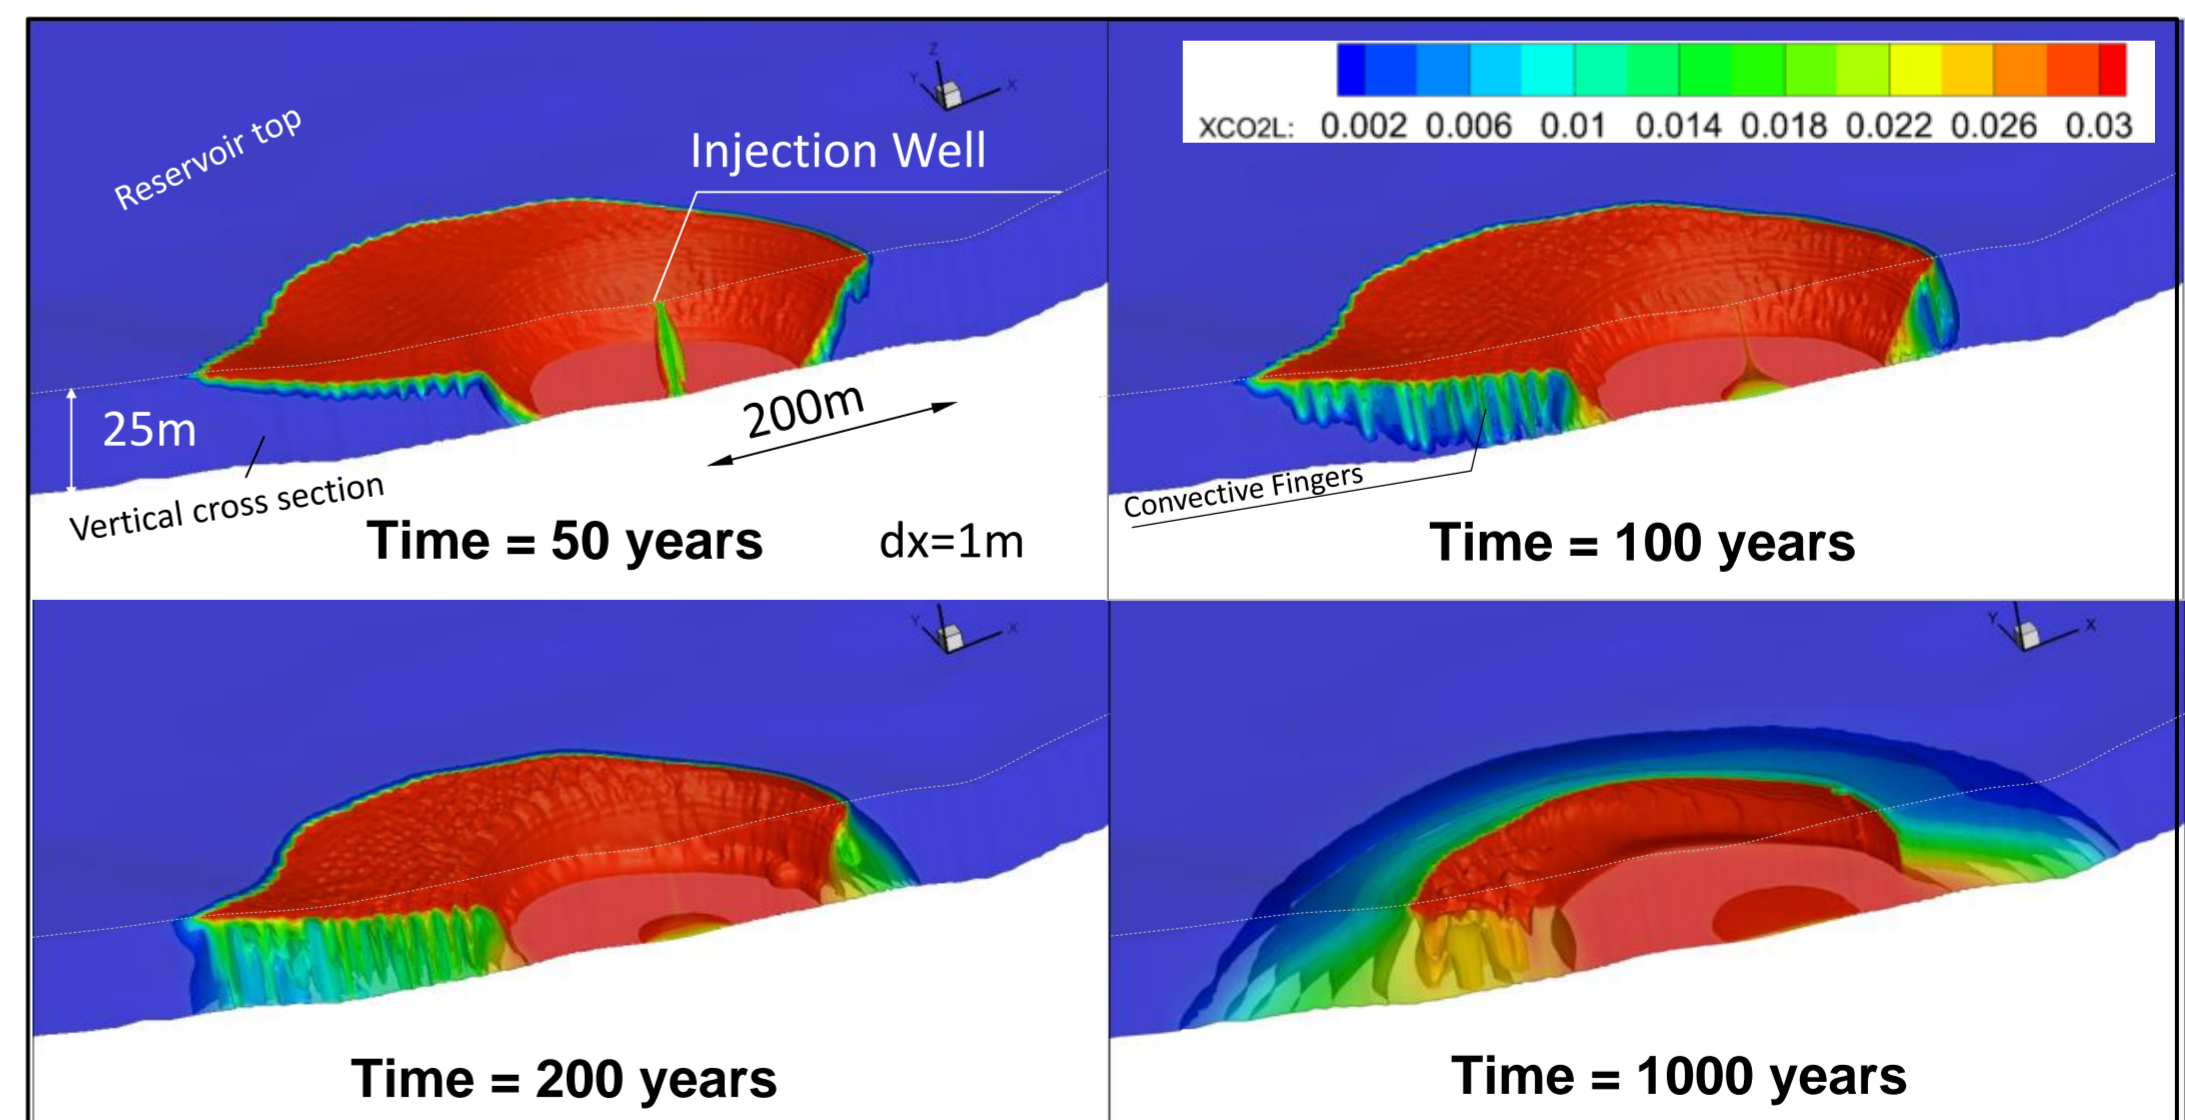 Z
Y
X
Reservoir top
Injection Well
25m
200m
Vertical cross section
Time = 50 years
dx=1m
XCO2L: 0.002 0.006 0.01 0.014 0.018 0.022 0.026 0.03
Convective Fingers
Time = 100 years
Y
X
Time = 200 years
Y
X
Time = 1000 years